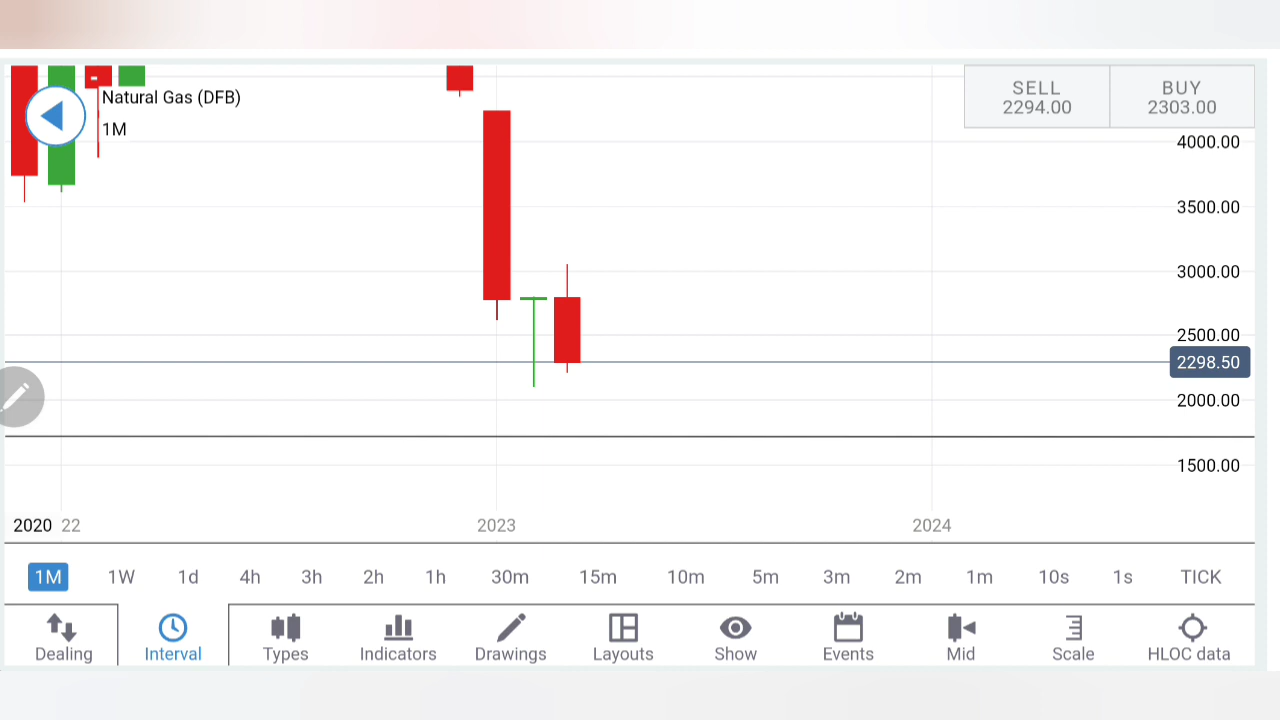 SELL BUY
2294.00 2303.00
Natural Gas (DFB)
1M
4000.00
3500.00
3000.00
2500.00
2298.50
2000.00
1500.00
2020 22 2023 2024
1M 1W 1d 4h 3h 2h 1h 30m 15m 10m 5m 3m 2m 1m 10s 1s TICK
Dealing Interval Types Indicators Drawings Layouts Show Events Mid Scale HLOC data